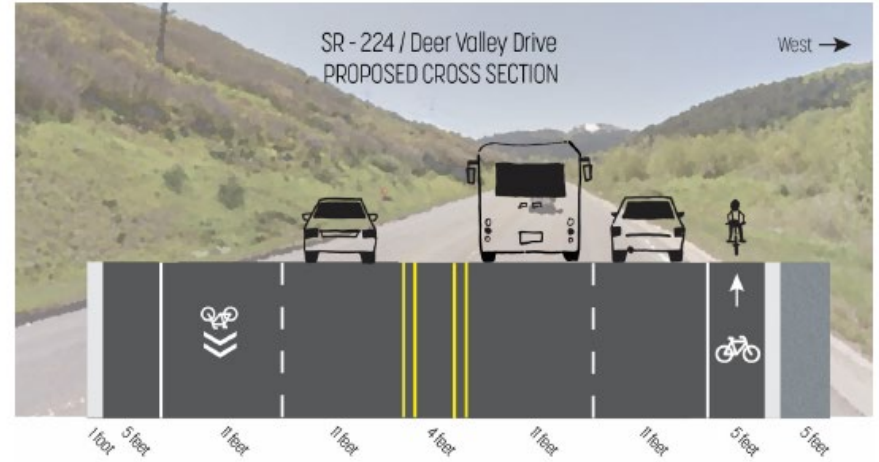 SR - 224 / Deer Valley Drive
PROPOSED CROSS SECTION
West
1 foot
5 feet
11 feet
11 feet
4 feet
11 feet
11 feet
5 feet
5 feet